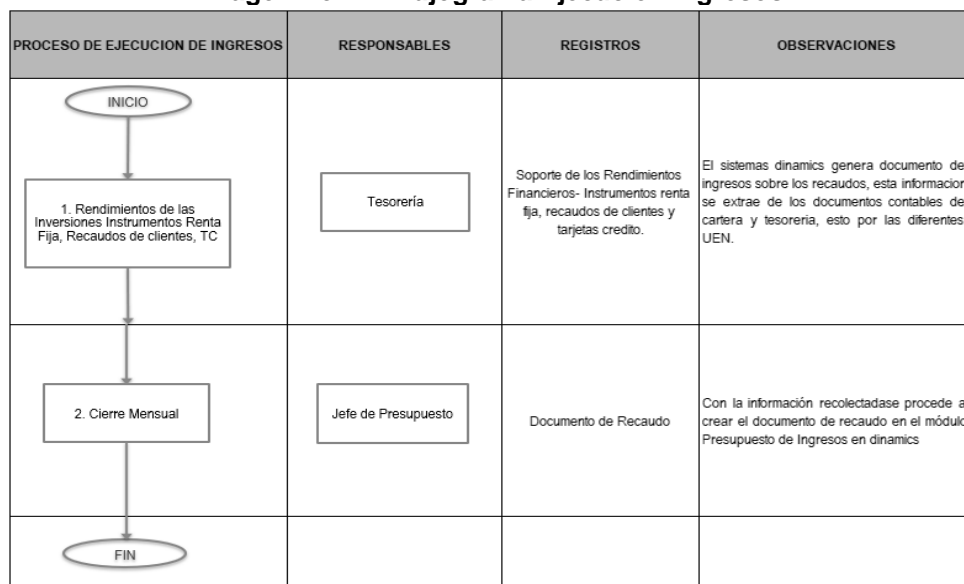 PROCESO DE EJECUCION DE INGRESOS
RESPONSABLES
REGISTROS
OBSERVACIONES
INICIO
1. Rendimientos de las
Inversiones Instrumentos Renta
Fija, Recaudos de clientes, TC
Tesorería
Soporte de los Rendimientos
Financieros- Instrumentos renta
fija, recaudos de clientes y
tarjetas credito.
El sistemas dinamics genera documento de
ingresos sobre los recaudos, esta informacion
se extrae de los documentos contables de
cartera y tesoreria, esto por las diferentes
UEN.
2. Cierre Mensual
Jefe de Presupuesto
Documento de Recaudo
Con la información recolectadase procede a
crear el documento de recaudo en el módulo
Presupuesto de Ingresos en dinamics
FIN